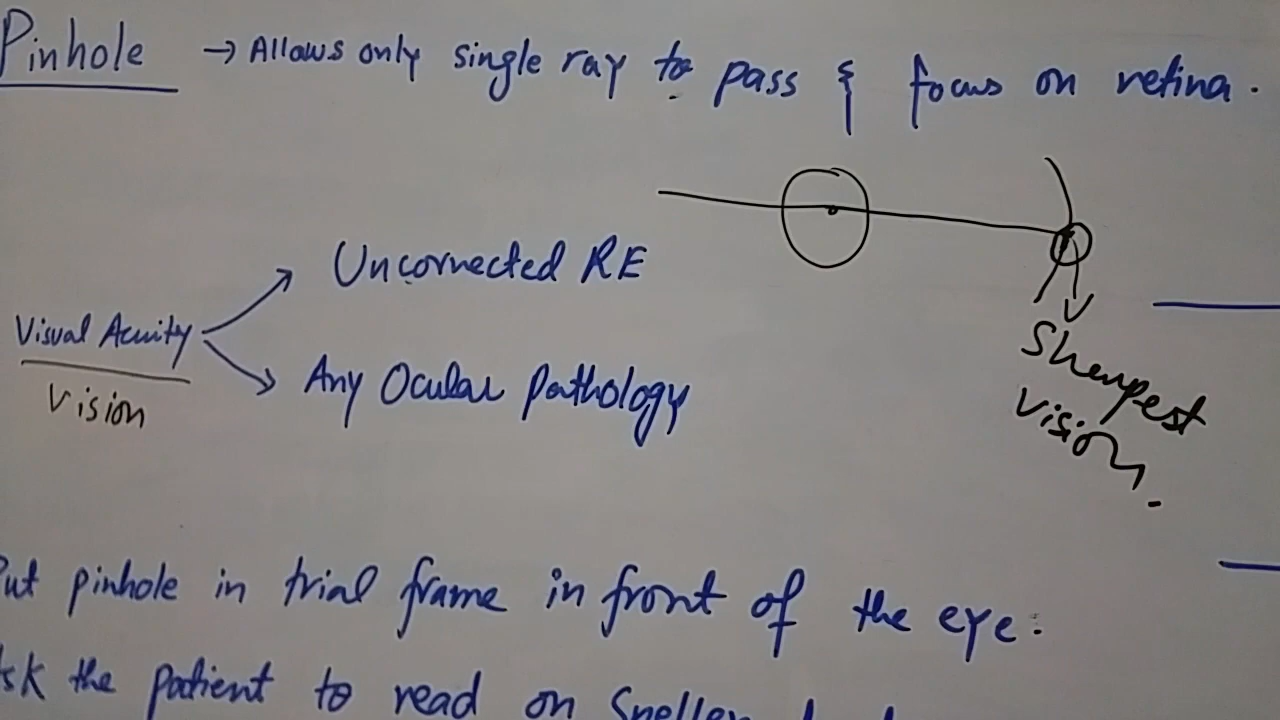 Pinhole → Allows only single ray to pass & focus on retina.
Uncorrected RE
Visual Acuity
Vision
Any Ocular Pathology
Sharpest
Vision.
Put pinhole in trial frame in front of the eye.
Ask the patient to read on Snellen